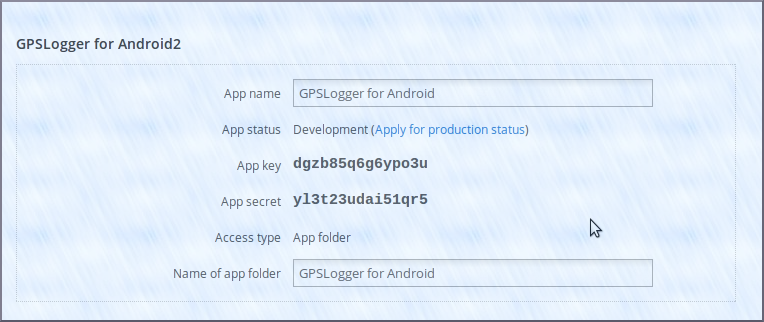 GPSLogger for Android2
App name GPSLogger for Android
App status Development (Apply for production status)
App key dgzb85q6g6ypo3u
App secret yl3t23udai51qr5
Access type App folder
Name of app folder GPSLogger for Android